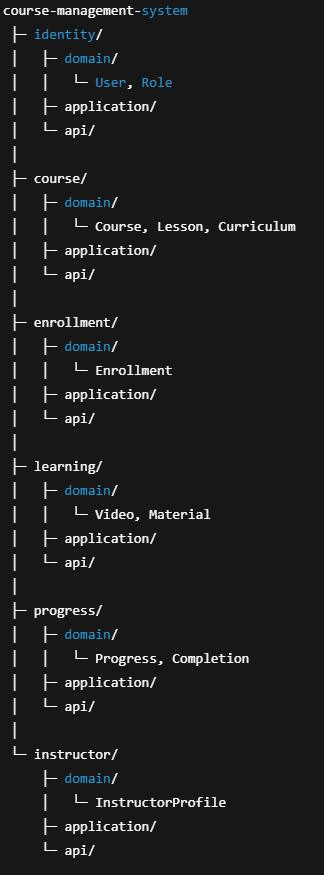 course-management-system
├─ identity/
│   ├─ domain/
│   │   └─ User, Role
│   ├─ application/
│   └─ api/
│
├─ course/
│   ├─ domain/
│   │   └─ Course, Lesson, Curriculum
│   ├─ application/
│   └─ api/
│
├─ enrollment/
│   ├─ domain/
│   │   └─ Enrollment
│   ├─ application/
│   └─ api/
│
├─ learning/
│   ├─ domain/
│   │   └─ Video, Material
│   ├─ application/
│   └─ api/
│
├─ progress/
│   ├─ domain/
│   │   └─ Progress, Completion
│   ├─ application/
│   └─ api/
│
└─ instructor/
    ├─ domain/
    │   └─ InstructorProfile
    ├─ application/
    └─ api/